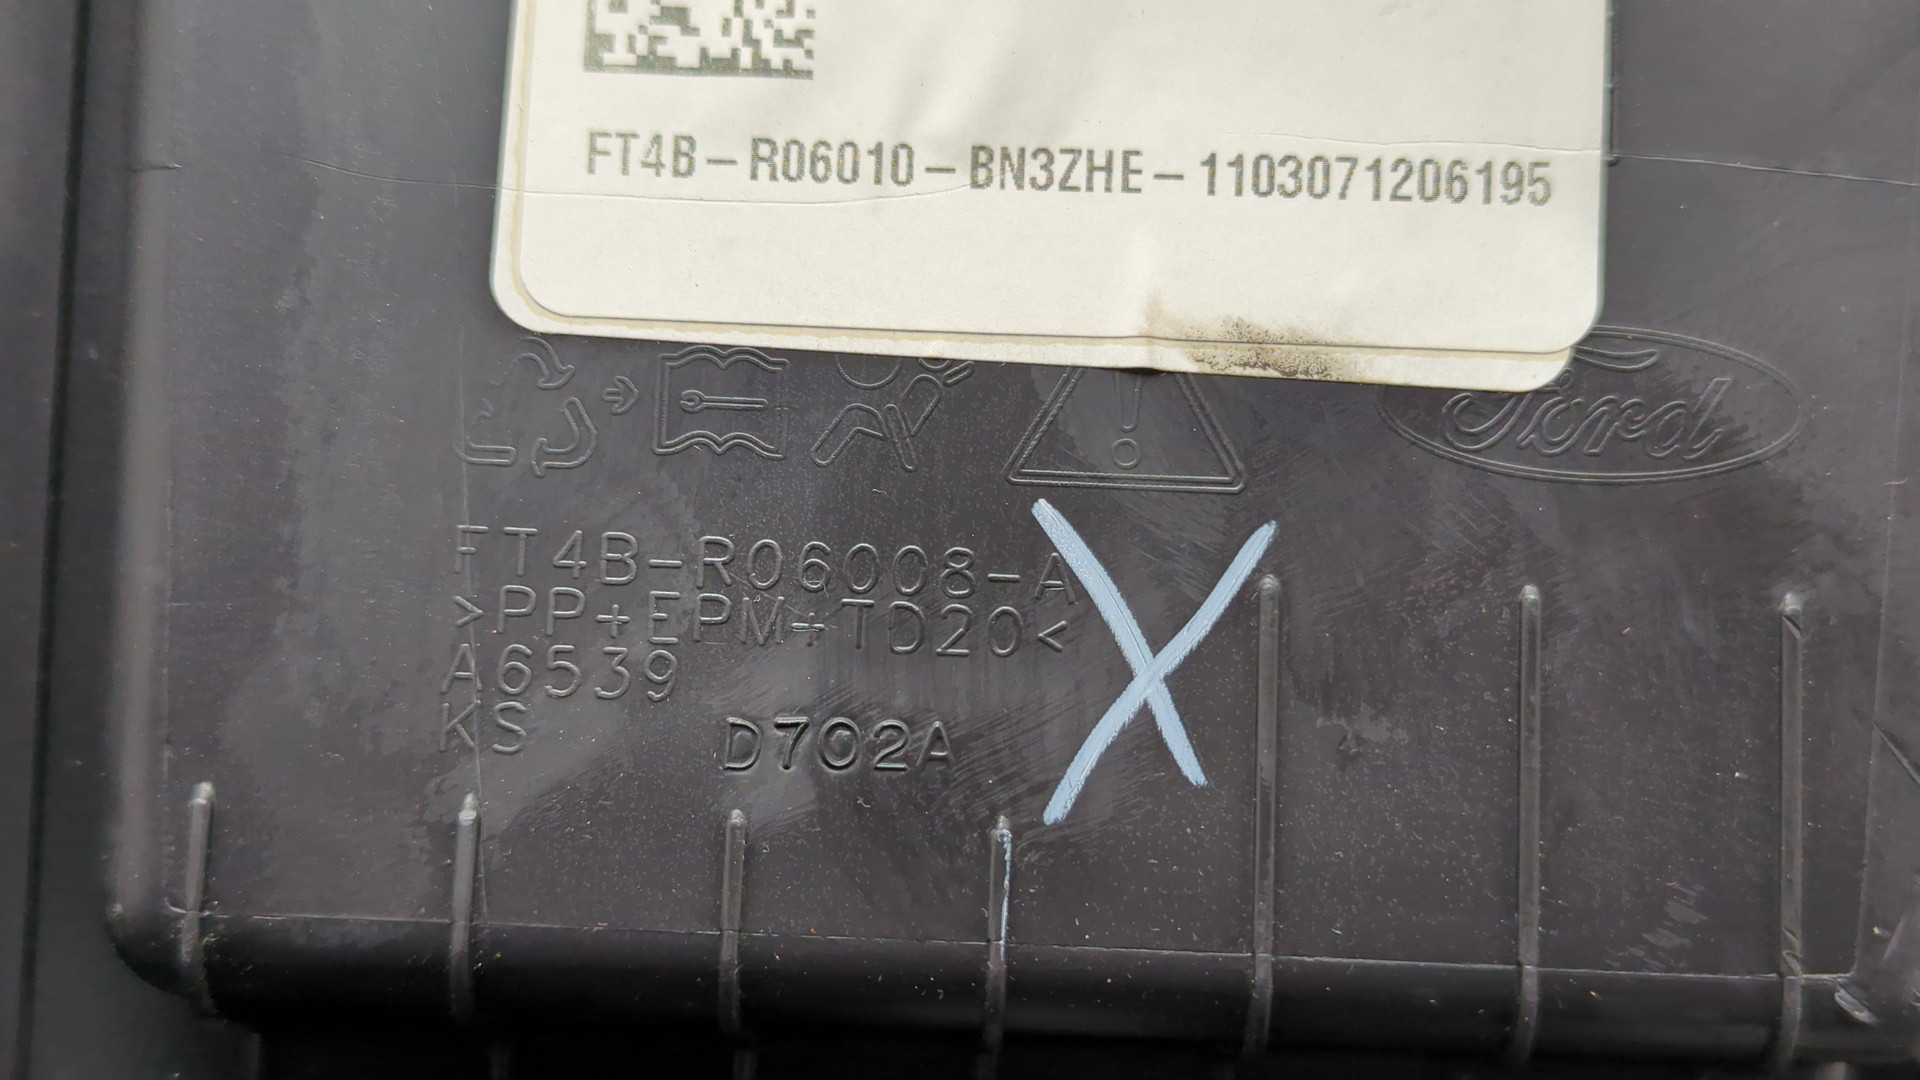 FT4B-R06010-BN3ZHE-1103071206195
Ford
FT4B-R06008-A
>PP+EPM+TD20<
A6539
KS
D702A